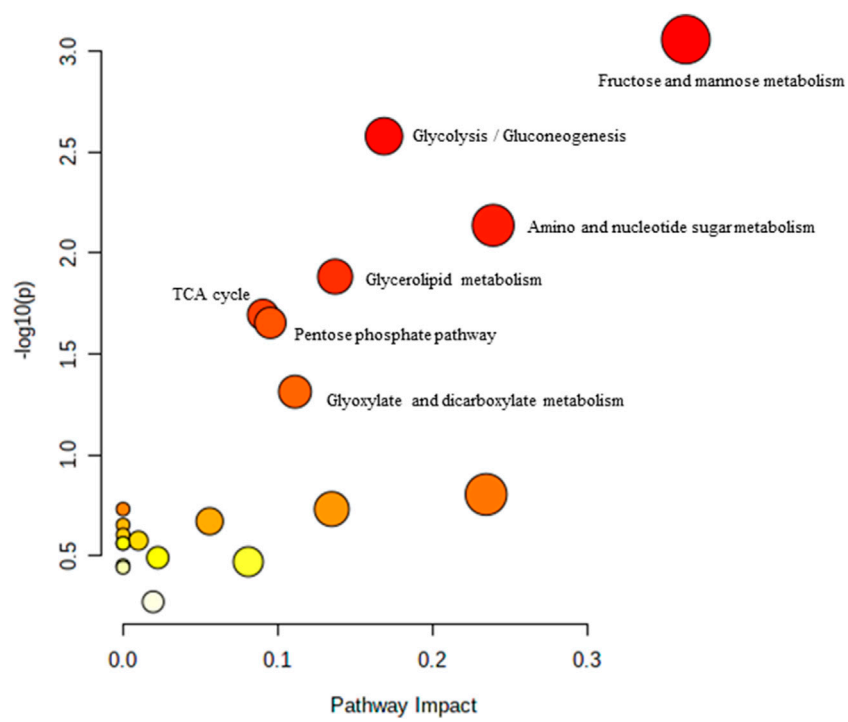 3.0
Fructose and mannose metabolism
2.5
Glycolysis / Gluconeogenesis
Amino and nucleotide sugar metabolism
2.0
Glycerolipid metabolism
TCA cycle
Pentose phosphate pathway
1.5
Glyoxylate and dicarboxylate metabolism
1.0
0.5
-log10(p)
0.0 0.1 0.2 0.3
Pathway Impact